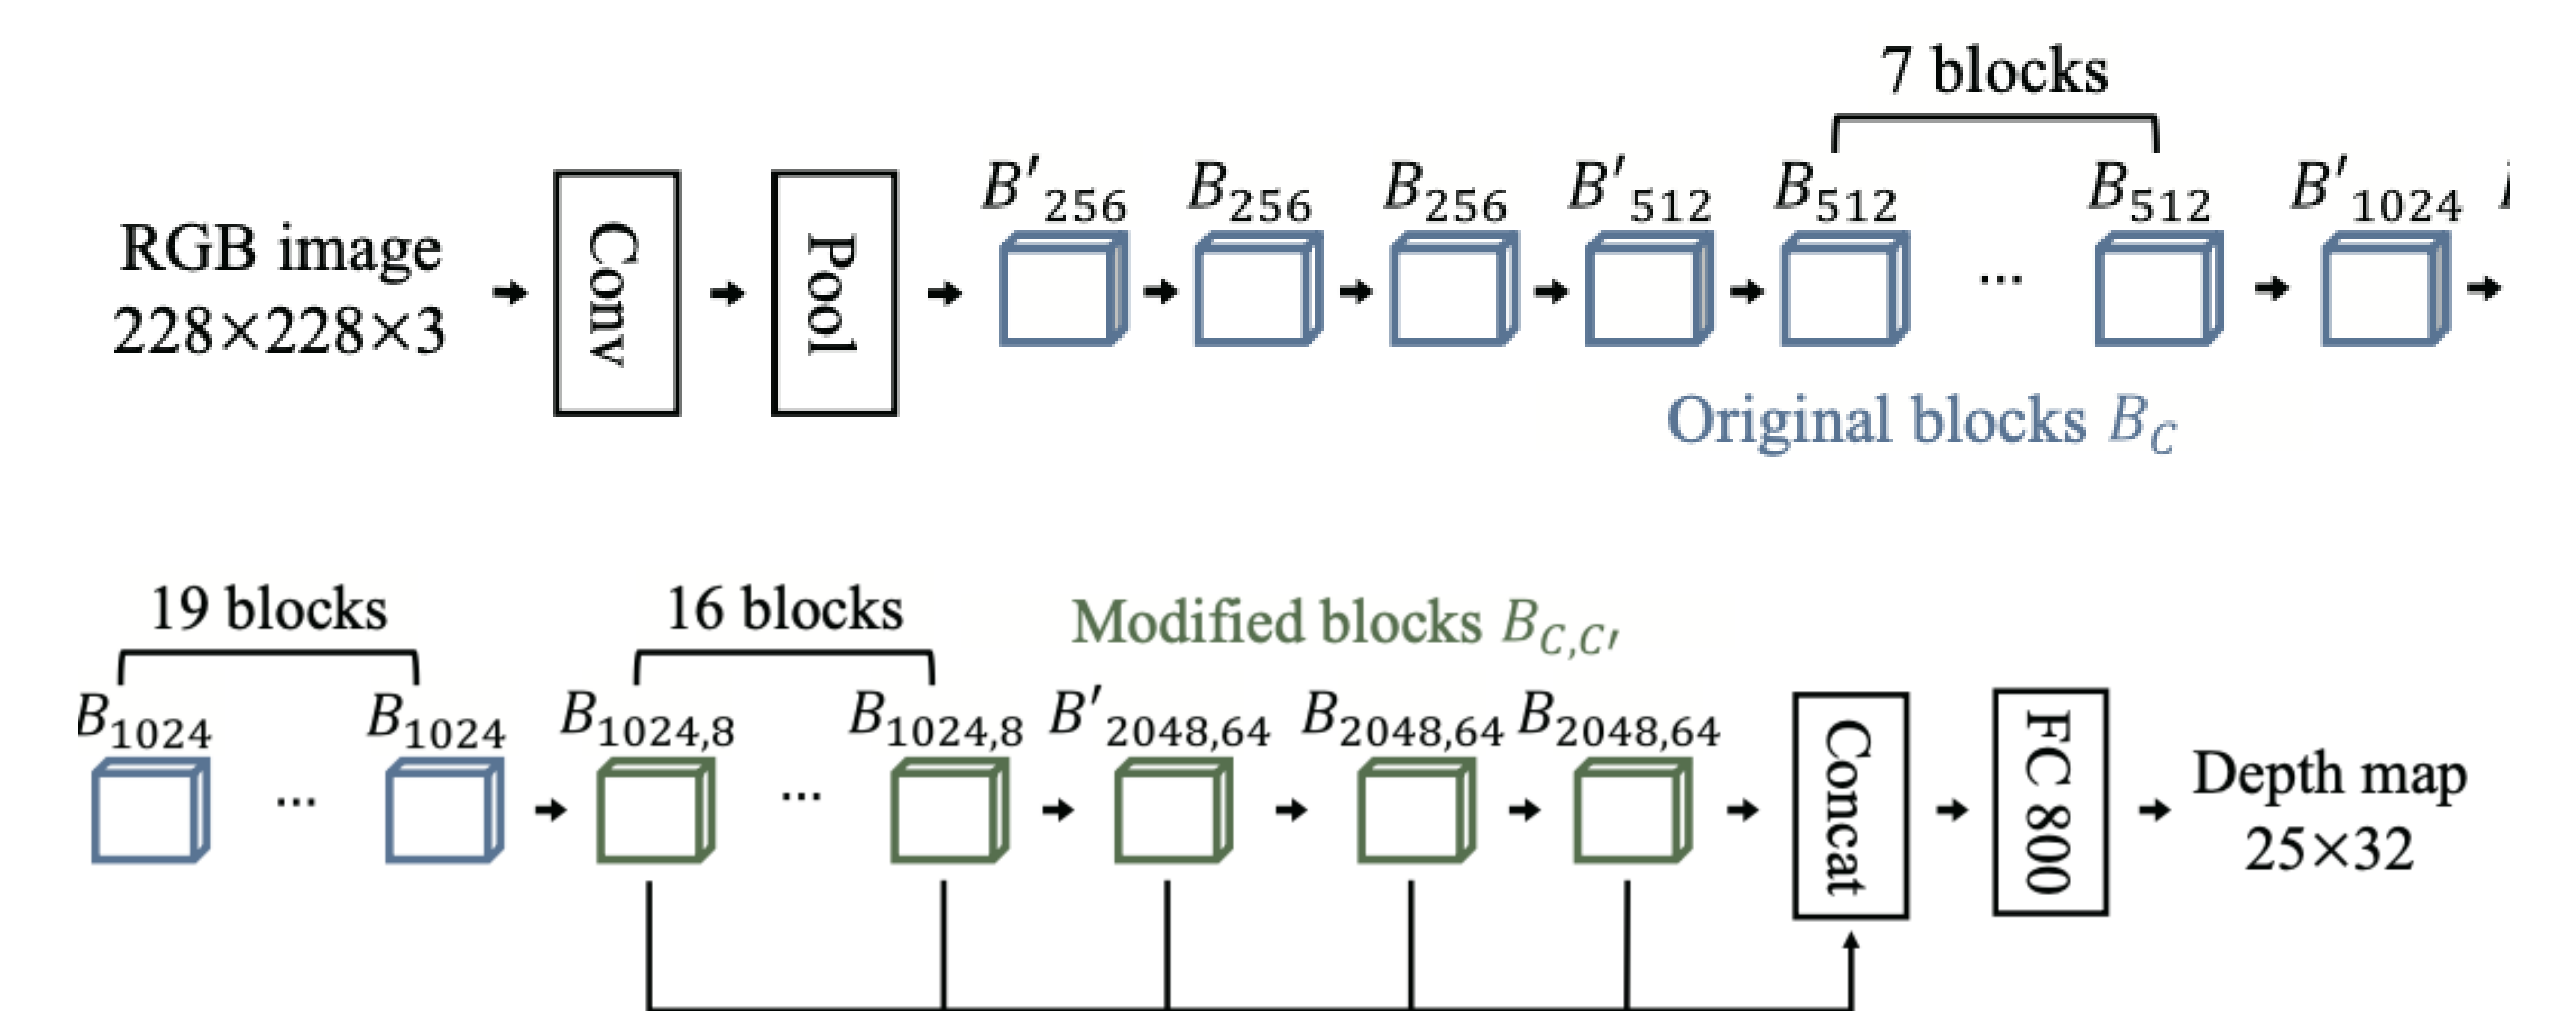 7 blocks
B′256 B256 B256 B′512 B512 B512 B′1024
RGB image
228×228×3
Conv
Pool
...
Original blocks BC
19 blocks
16 blocks
Modified blocks BC,C′
B1024 B1024 B1024,8 B1024,8 B′2048,64 B2048,64 B2048,64
... ...
Concat
FC 800
Depth map
25×32